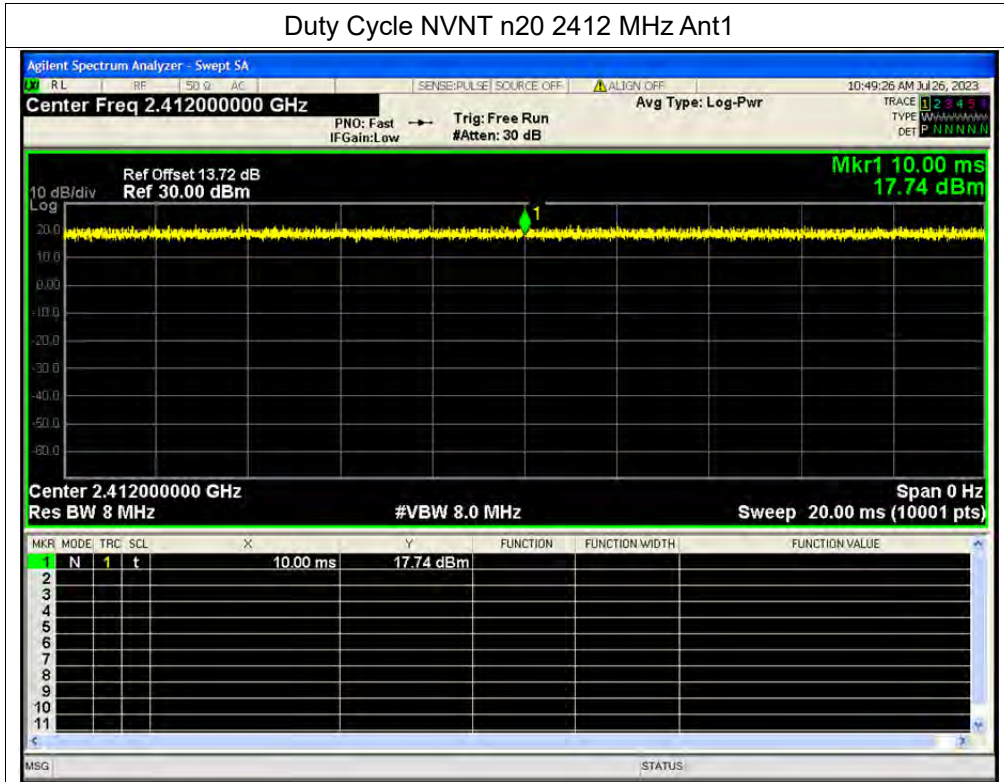 Duty Cycle NVNT n20 2412 MHz Ant1
Agilent Spectrum Analyzer - Swept SA
RL RF 50 Ω AC SENSE:PULSE SOURCE OFF ALIGN OFF 10:49:26 AM Jul 26, 2023
Center Freq 2.412000000 GHz Avg Type: Log-Pwr TRACE 1 2 3 4 5 6
PNO: Fast Trig: Free Run TYPE
IFGain:Low #Atten: 30 dB DET P N N N N N
Mkr1 10.00 ms
Ref Offset 13.72 dB
10 dB/div Ref 30.00 dBm 17.74 dBm
Log
1
20.0
10.0
0.00
-10.0
-20.0
-30.0
-40.0
-50.0
-60.0
Center 2.412000000 GHz Span 0 Hz
Res BW 8 MHz #VBW 8.0 MHz Sweep 20.00 ms (10001 pts)
MKR MODE TRC SCL X Y FUNCTION FUNCTION WIDTH FUNCTION VALUE
1 N 1 t 10.00 ms 17.74 dBm
2
3
4
5
6
7
8
9
10
11
MSG STATUS